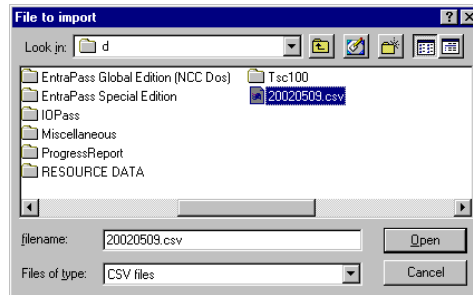 File to import
Look in: d
EntraPass Global Edition (NCC Dos)
EntraPass Special Edition
IOPass
Miscellaneous
ProgressReport
RESOURCE DATA
Tsc100
20020509.csv
filename: 20020509.csv Open
Files of type: CSV files Cancel